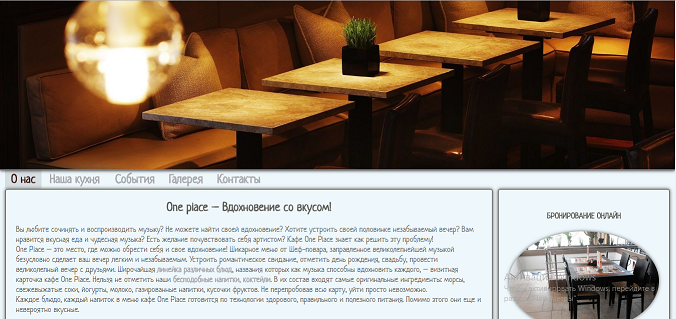 О нас Наша кухня События Галерея Контакты
One place – Вдохновение со вкусом!
Вы любите сочинять и воспроизводить музыку? Не можете найти своей вдохновение? Хотите устроить своей половинке незабываемый вечер? Вам
нравится вкусная еда и чудесная музыка? Есть желание почувствовать себя артистом? Кафе One Place знает как решить эту проблему!
One Place – это место, где можно обрести себя и свое вдохновение! Шикарное меню от Шеф-повара, заправленное великолепнейшей музыкой
безусловно сделает ваш вечер легким и незабываемым. Устроить романтическое свидание, отметить день рождения, свадьбу, провести
великолепный вечер с друзьями. Широчайшая линейка различных блюд, названия которых как музыка способны вдохновить каждого, – визитная
карточка кафе One Place. Нельзя не отметить наши бесподобные напитки, коктейли. В их состав входят самые оригинальные ингредиенты: морсы,
свежевыжатые соки, йогурты, молоко, газированные напитки, кусочки фруктов. Не перепробовав всю карту, уйти просто невозможно.
Каждое блюдо, каждый напиток в меню кафе One Place готовится по технологии здорового, правильного и полезного питания. Помимо этого они еще и
невероятно вкусные.
БРОНИРОВАНИЕ ОНЛАЙН
Windows, перейдите в